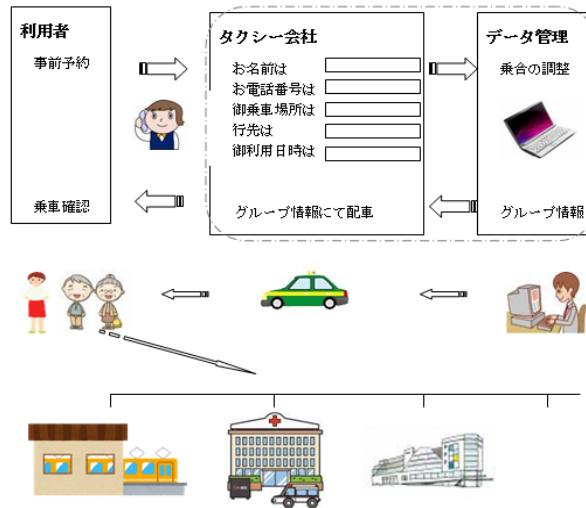 利用者
事前予約
乗車確認
タクシー会社
お名前は
お電話番号は
御乗車場所は
行先は
御利用日時は
グループ情報にて配車
データ管理
乗合の調整
グループ情報